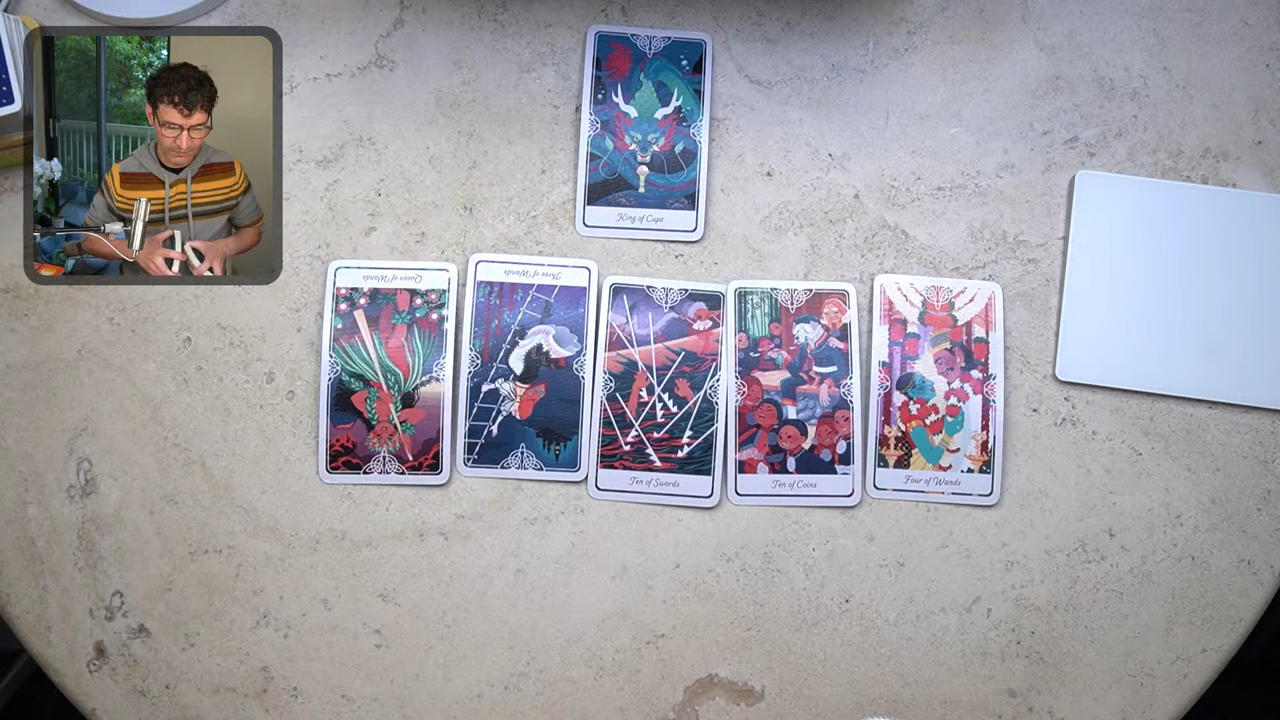 King of Cups
Queen of Wands
Three of Wands
Ten of Swords
Ten of Coins
Four of Wands